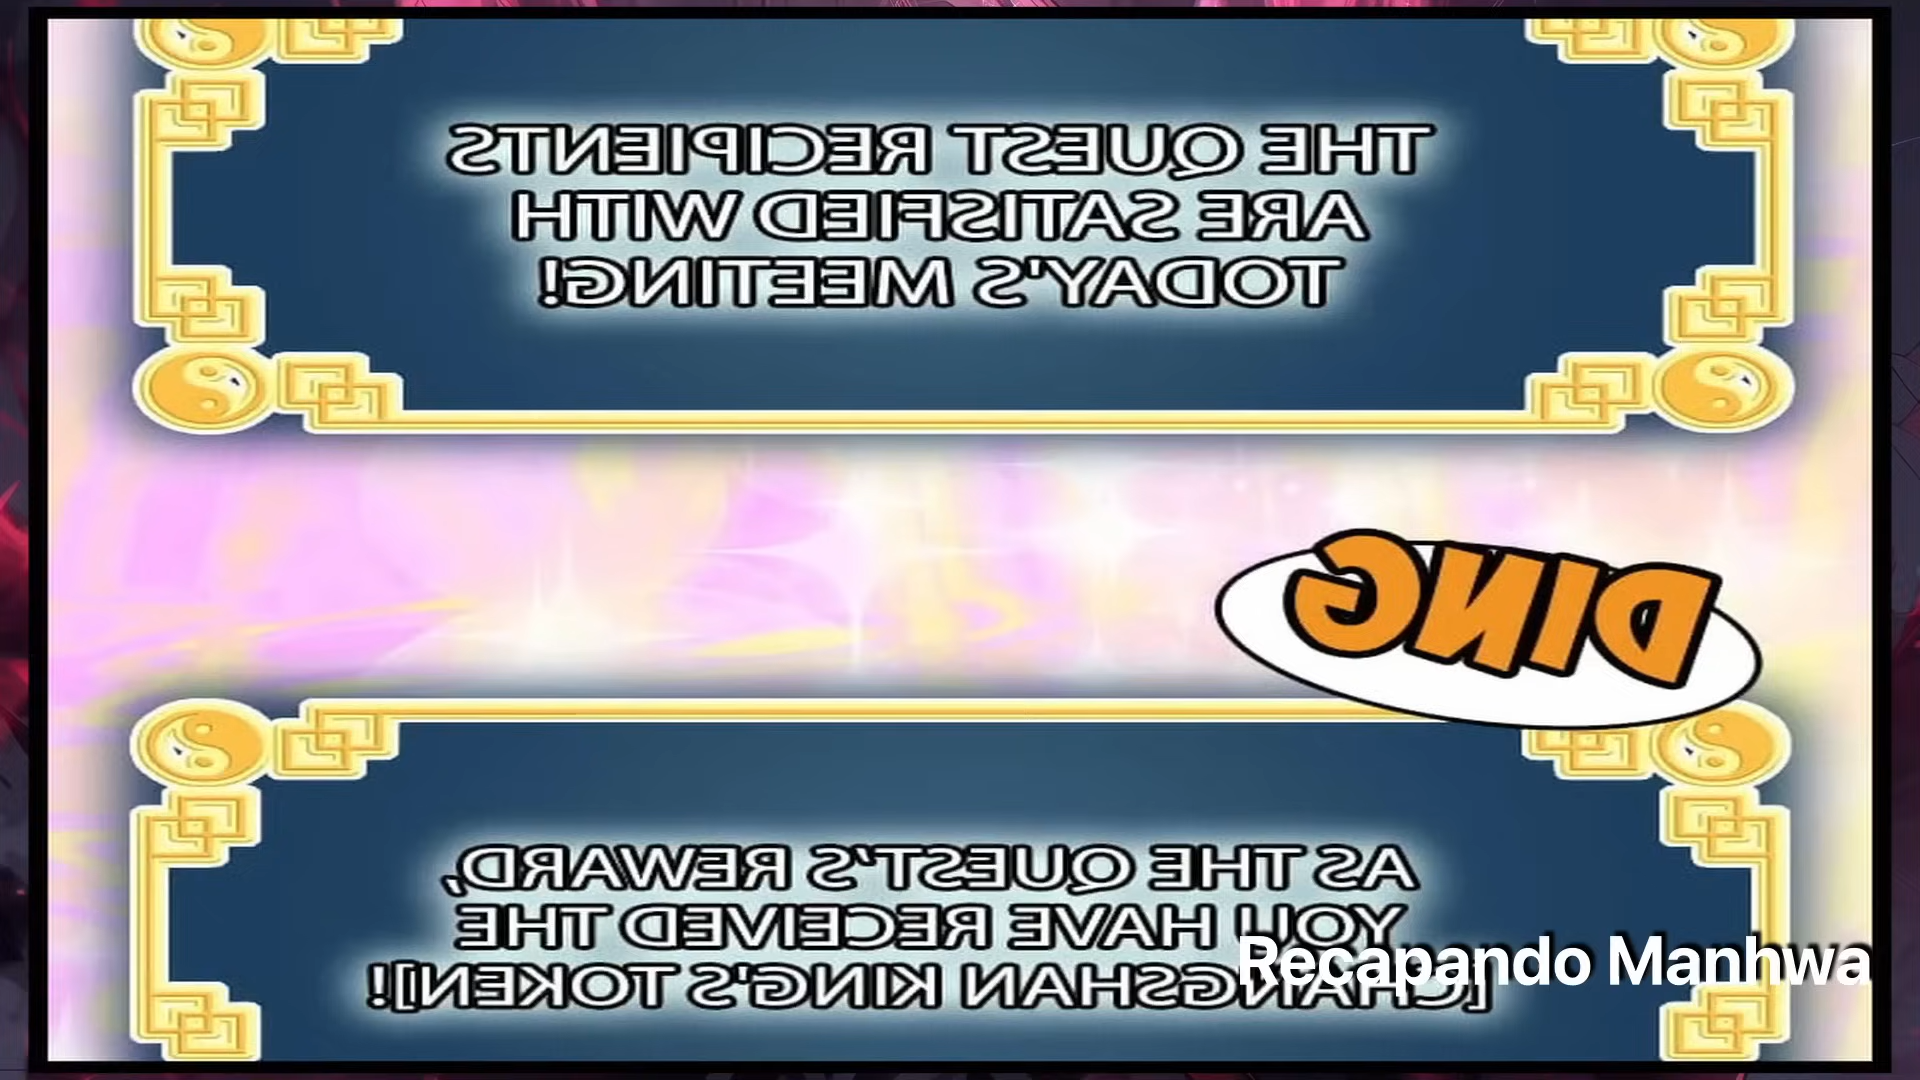 THE QUEST RECIPIENTS
ARE SATISFIED WITH
TODAY'S MEETING!
DING
AS THE QUEST'S REWARD,
YOU HAVE RECEIVED THE
[CHANGSHAN KING'S TOKEN]!
Recapando Manhwa